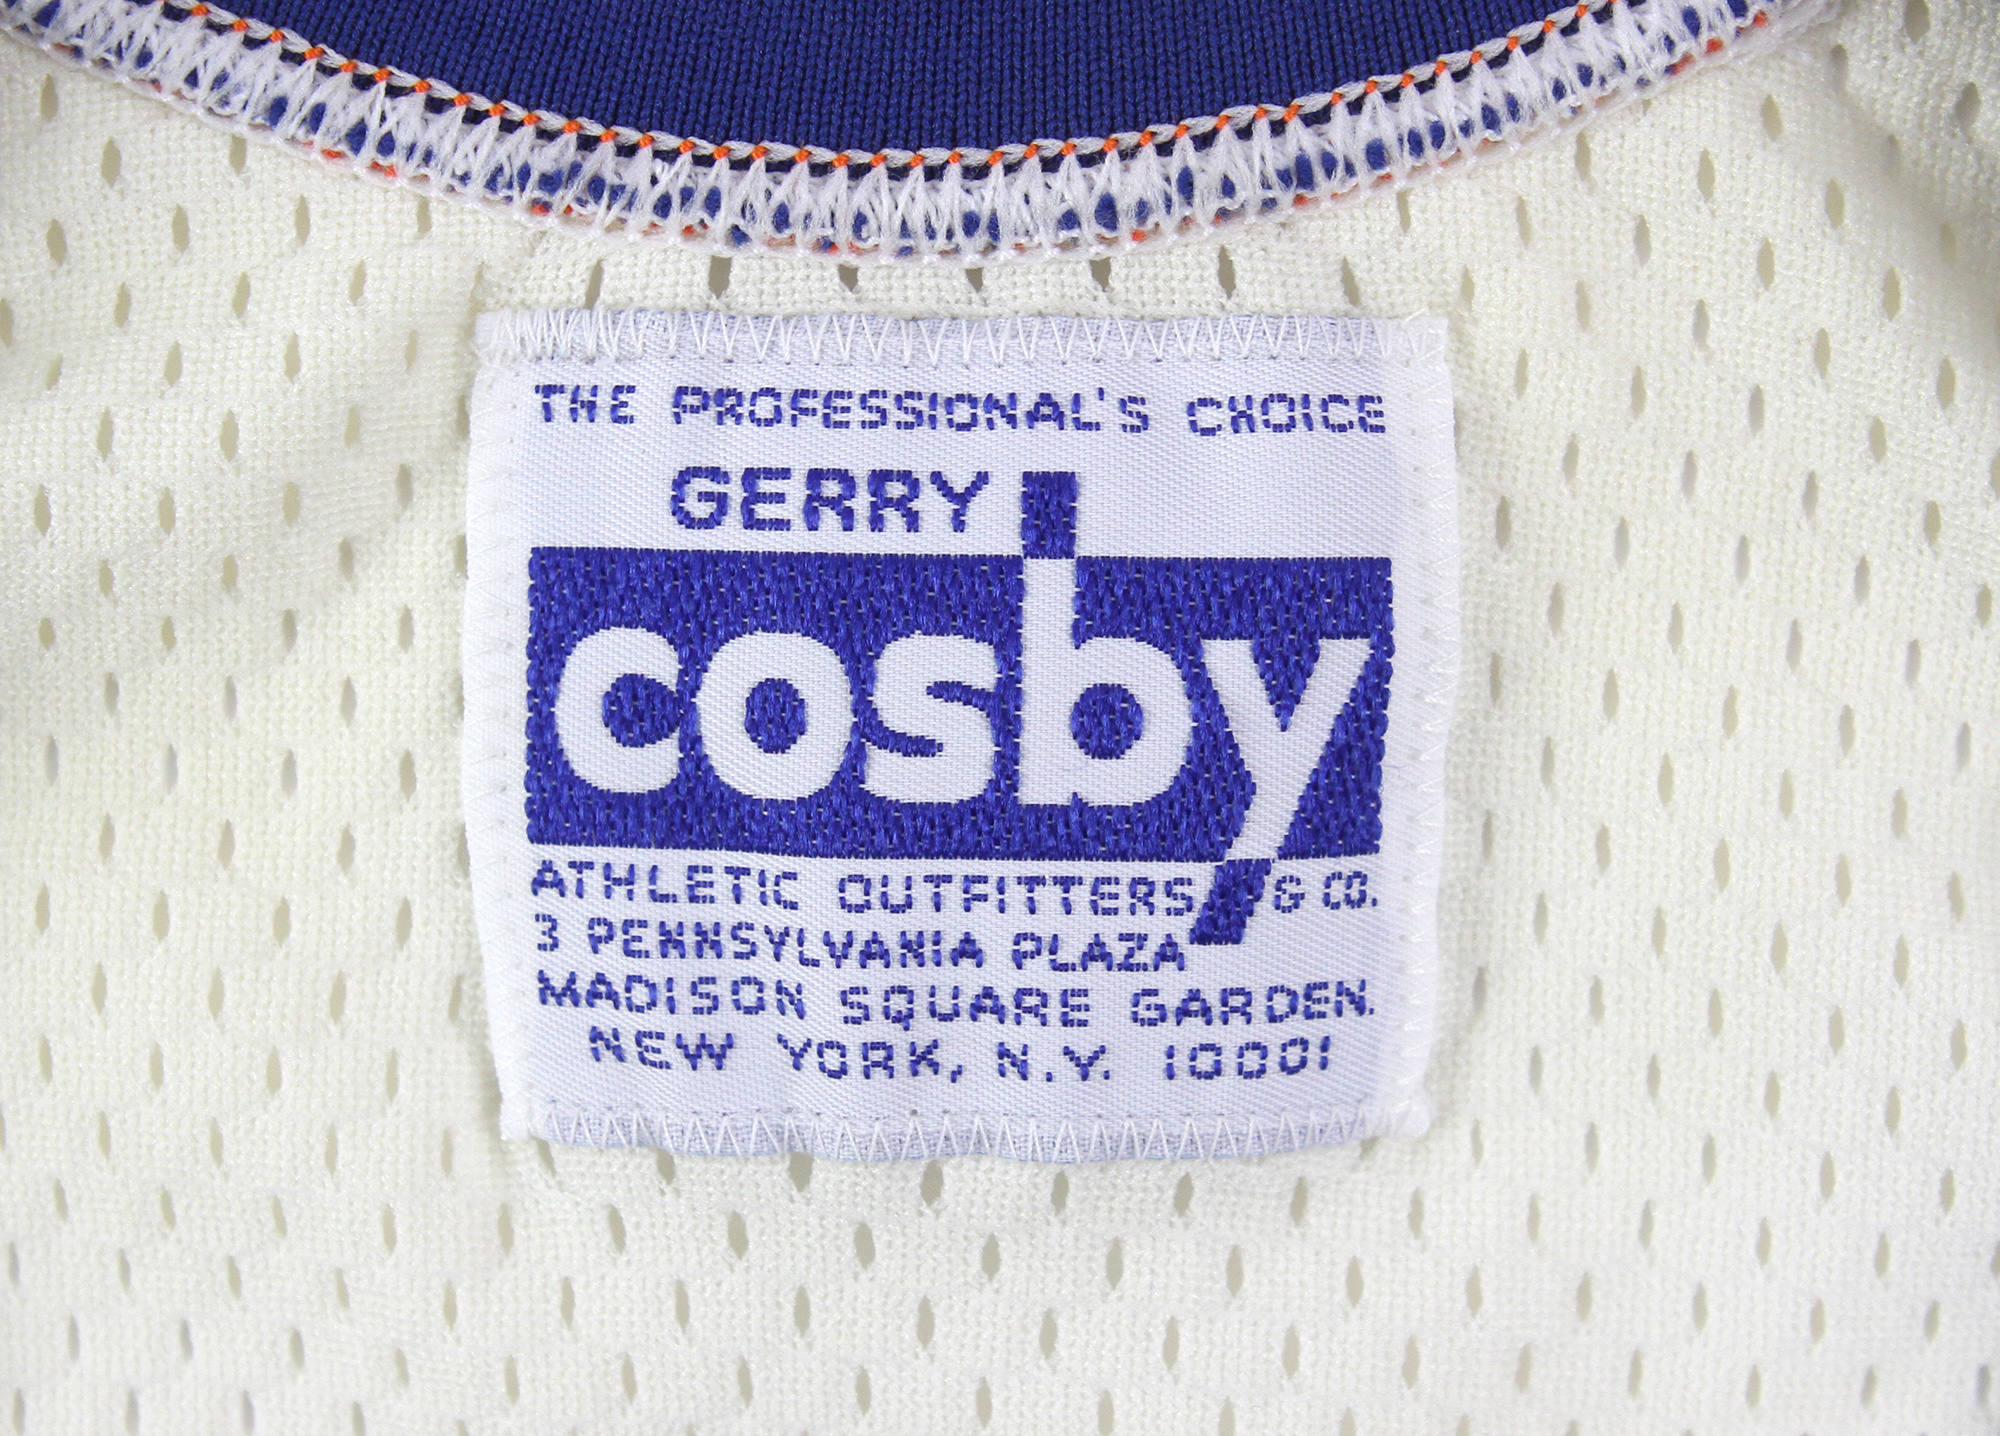 THE PROFESSIONAL'S CHOICE
GERRY
cosby
ATHLETIC OUTFITTERS & CO.
3 PENNSYLVANIA PLAZA
MADISON SQUARE GARDEN.
NEW YORK, N.Y. 10001